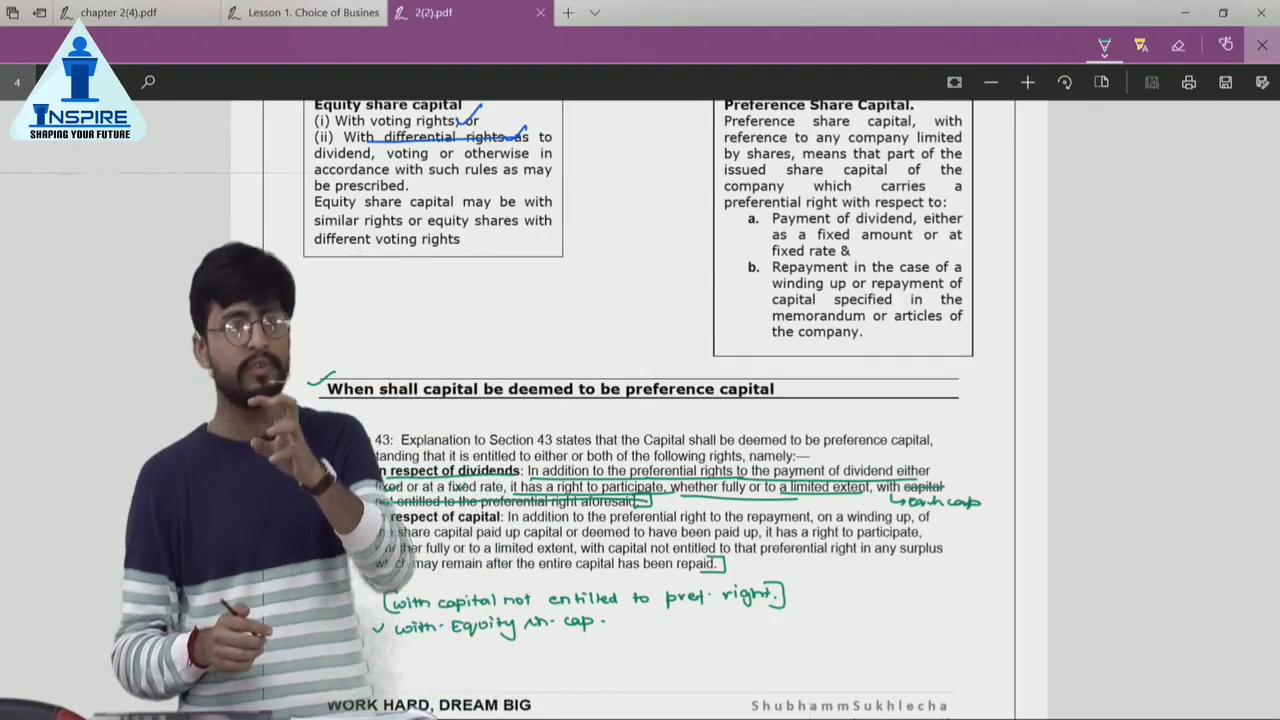 chapter 2(4).pdf
Lesson 1. Choice of Busines
2(2).pdf
4
INSPIRE
SHAPING YOUR FUTURE
Equity share capital
(i) With voting rights; or
(ii) With differential rights as to
dividend, voting or otherwise in
accordance with such rules as may
be prescribed.
Equity share capital may be with
similar rights or equity shares with
different voting rights
Preference Share Capital.
Preference share capital, with
reference to any company limited
by shares, means that part of the
issued share capital of the
company which carries a
preferential right with respect to:
a. Payment of dividend, either
as a fixed amount or at
fixed rate &
b. Repayment in the case of a
winding up or repayment of
capital specified in the
memorandum or articles of
the company.
When shall capital be deemed to be preference capital
43: Explanation to Section 43 states that the Capital shall be deemed to be preference capital,
tanding that it is entitled to either or both of the following rights, namely:—
n respect of dividends: In addition to the preferential rights to the payment of dividend either
fixed or at a fixed rate, it has a right to participate, whether fully or to a limited extent, with capital
not entitled to the preferential right aforesaid.
respect of capital: In addition to the preferential right to the repayment, on a winding up, of
share capital paid up capital or deemed to have been paid up, it has a right to participate,
fully or to a limited extent, with capital not entitled to that preferential right in any surplus
may remain after the entire capital has been repaid.
[with capital not entitled to pref. right.]
with. Equity sh. cap.
WORK HARD, DREAM BIG
ShubhammSukhlecha